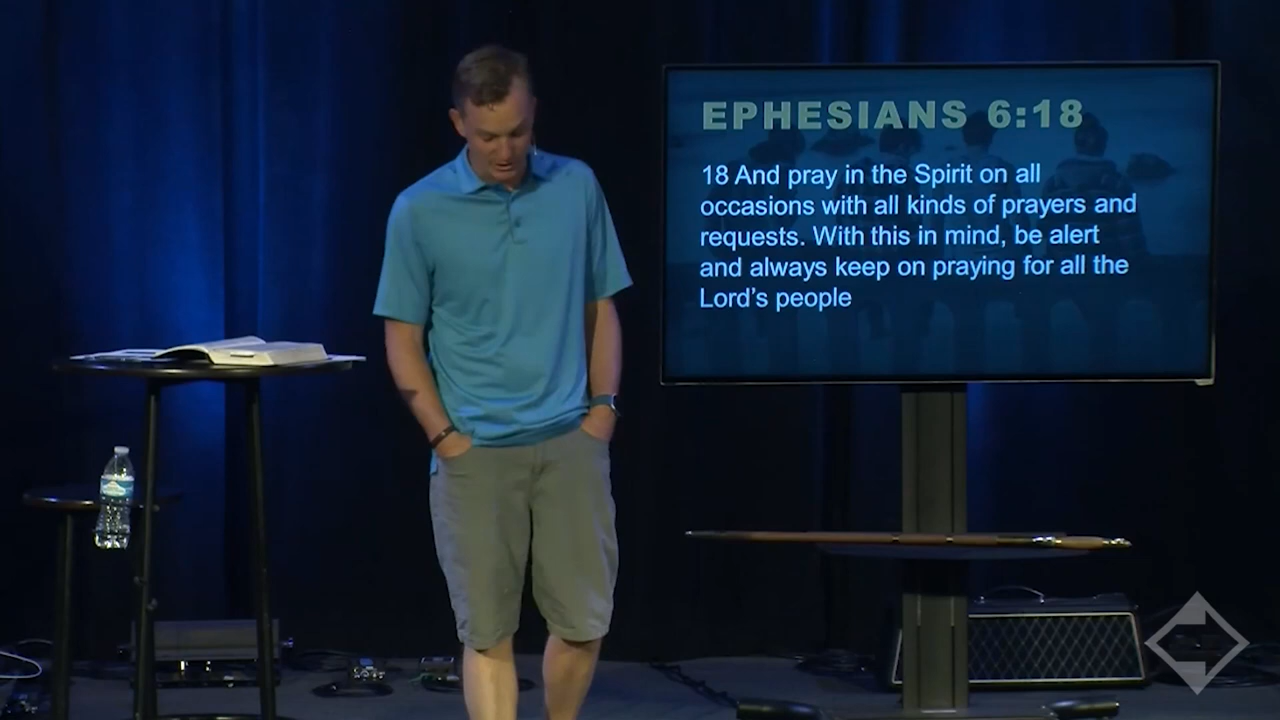 EPHESIANS 6:18
18 And pray in the Spirit on all
occasions with all kinds of prayers and
requests. With this in mind, be alert
and always keep on praying for all the
Lord’s people